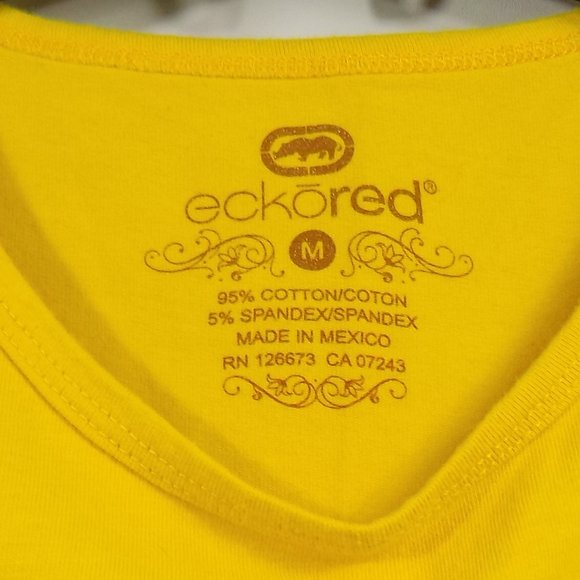 eckōred®
M
95% COTTON/COTON
5% SPANDEX/SPANDEX
MADE IN MEXICO
RN 126673 CA 07243